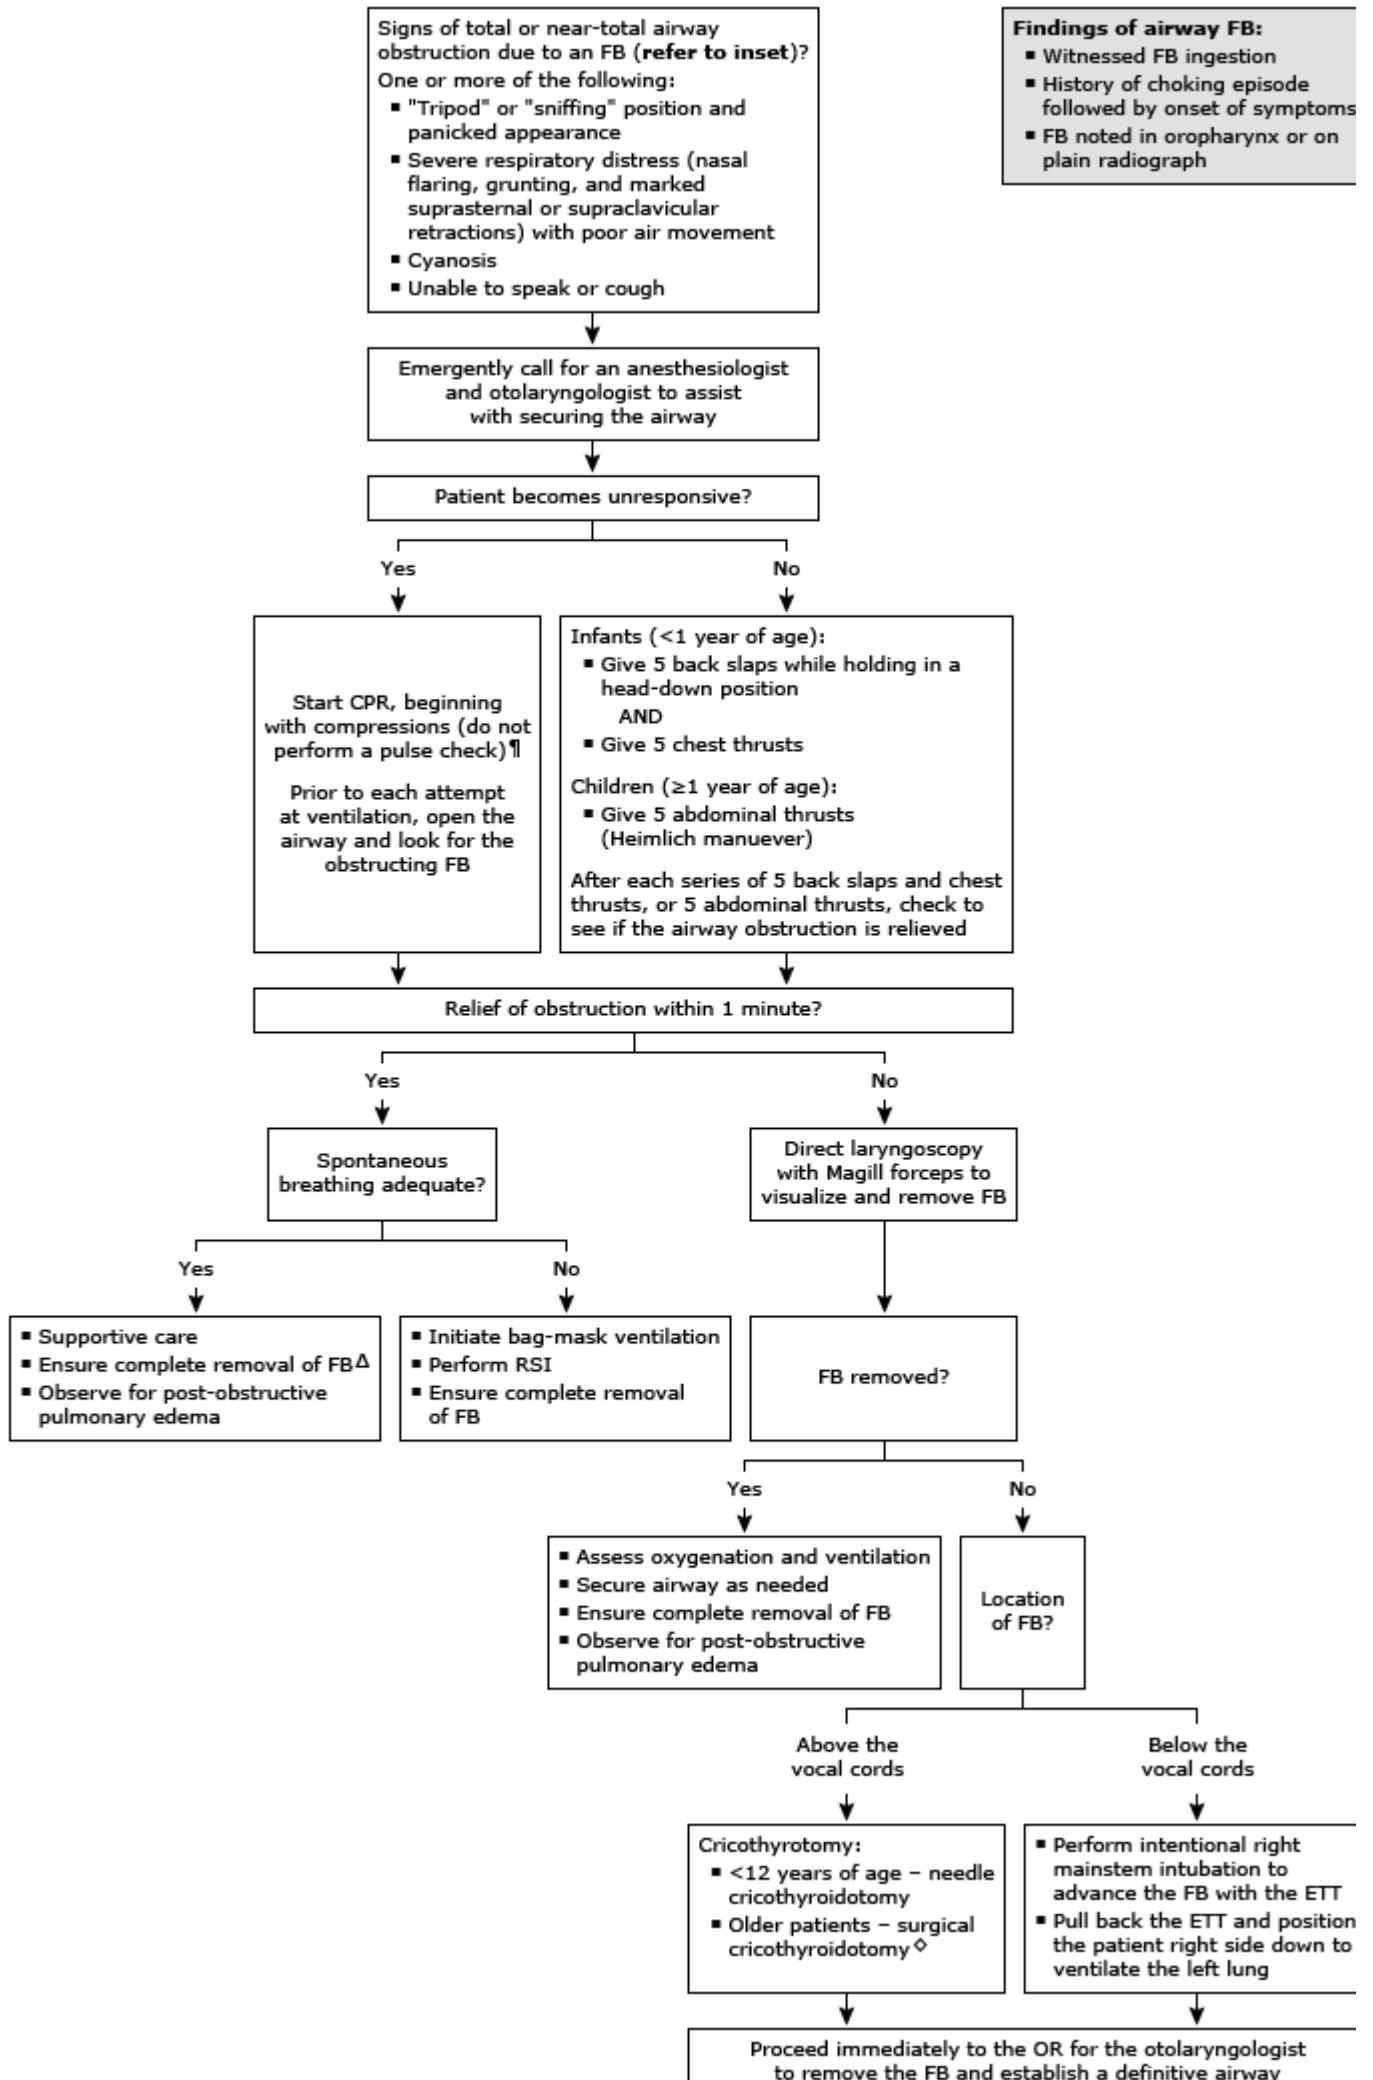 Signs of total or near-total airway
obstruction due to an FB (refer to inset)?
One or more of the following:
▪ "Tripod" or "sniffing" position and
panicked appearance
▪ Severe respiratory distress (nasal
flaring, grunting, and marked
suprasternal or supraclavicular
retractions) with poor air movement
▪ Cyanosis
▪ Unable to speak or cough
Findings of airway FB:
▪ Witnessed FB ingestion
▪ History of choking episode
followed by onset of symptoms
▪ FB noted in oropharynx or on
plain radiograph
Emergently call for an anesthesiologist
and otolaryngologist to assist
with securing the airway
Patient becomes unresponsive?
Yes
No
Start CPR, beginning
with compressions (do not
perform a pulse check)¶
Prior to each attempt
at ventilation, open the
airway and look for the
obstructing FB
Infants (<1 year of age):
▪ Give 5 back slaps while holding in a
head-down position
AND
▪ Give 5 chest thrusts
Children (≥1 year of age):
▪ Give 5 abdominal thrusts
(Heimlich manuever)
After each series of 5 back slaps and chest
thrusts, or 5 abdominal thrusts, check to
see if the airway obstruction is relieved
Relief of obstruction within 1 minute?
Yes
No
Spontaneous
breathing adequate?
Direct laryngoscopy
with Magill forceps to
visualize and remove FB
Yes
No
▪ Supportive care
▪ Ensure complete removal of FBΔ
▪ Observe for post-obstructive
pulmonary edema
▪ Initiate bag-mask ventilation
▪ Perform RSI
▪ Ensure complete removal
of FB
FB removed?
Yes
No
▪ Assess oxygenation and ventilation
▪ Secure airway as needed
▪ Ensure complete removal of FB
▪ Observe for post-obstructive
pulmonary edema
Location
of FB?
Above the
vocal cords
Below the
vocal cords
Cricothyrotomy:
▪ <12 years of age – needle
cricothyroidotomy
▪ Older patients – surgical
cricothyroidotomy◇
▪ Perform intentional right
mainstem intubation to
advance the FB with the ETT
▪ Pull back the ETT and position
the patient right side down to
ventilate the left lung
Proceed immediately to the OR for the otolaryngologist
to remove the FB and establish a definitive airway